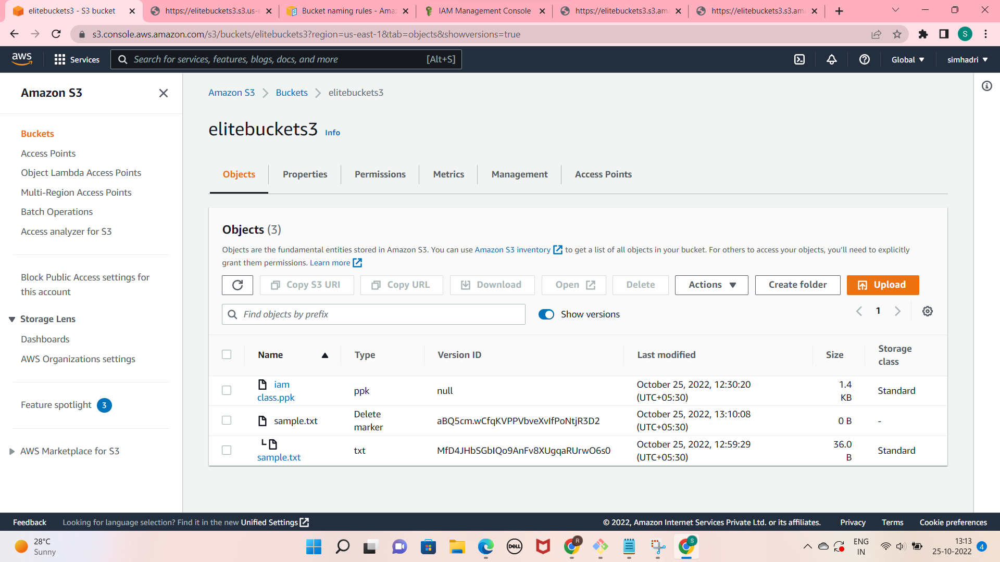 elitebuckets3 - S3 bucket
https://elitebuckets3.s3.us-e
Bucket naming rules - Amaz
IAM Management Console
https://elitebuckets3.s3.ama
https://elitebuckets3.s3.ama
s3.console.aws.amazon.com/s3/buckets/elitebuckets3?region=us-east-1&tab=objects&showversions=true
S
aws
Services
Search for services, features, blogs, docs, and more
[Alt+S]
Global
simhadri
Amazon S3
Buckets
Access Points
Object Lambda Access Points
Multi-Region Access Points
Batch Operations
Access analyzer for S3
Block Public Access settings for
this account
Storage Lens
Dashboards
AWS Organizations settings
Feature spotlight 3
AWS Marketplace for S3
Amazon S3 > Buckets > elitebuckets3
elitebuckets3 Info
Objects
Properties
Permissions
Metrics
Management
Access Points
Objects (3)
Objects are the fundamental entities stored in Amazon S3. You can use Amazon S3 inventory to get a list of all objects in your bucket. For others to access your objects, you'll need to explicitly
grant them permissions. Learn more
Copy S3 URI
Copy URL
Download
Open
Delete
Actions
Create folder
Upload
Find objects by prefix
Show versions
1
Name
Type
Version ID
Last modified
Size
Storage
class
iam
class.ppk
ppk
null
October 25, 2022, 12:30:20
(UTC+05:30)
1.4
KB
Standard
sample.txt
Delete
marker
aBQ5cm.wCfqKVPPVbveXvIfPoNtjR3D2
October 25, 2022, 13:10:08
(UTC+05:30)
0 B
-
sample.txt
txt
MfD4JHbSGbIQo9AnFv8XUgqaRUrwO6s0
October 25, 2022, 12:59:29
(UTC+05:30)
36.0
B
Standard
Feedback
Looking for language selection? Find it in the new Unified Settings
© 2022, Amazon Internet Services Private Ltd. or its affiliates.
Privacy
Terms
Cookie preferences
28°C
Sunny
DELL
R
S
ENG
IN
13:13
25-10-2022
4